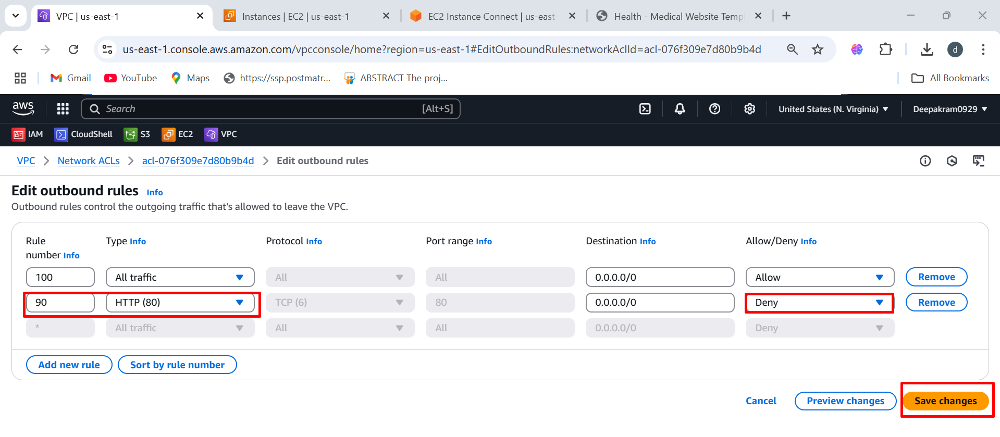 VPC | us-east-1
Instances | EC2 | us-east-1
EC2 Instance Connect | us-east-
Health - Medical Website Templ
us-east-1.console.aws.amazon.com/vpcconsole/home?region=us-east-1#EditOutboundRules:networkAclId=acl-076f309e7d80b9b4d
d
Gmail
YouTube
Maps
https://ssp.postmatr...
ABSTRACT The proj...
All Bookmarks
aws
Search
[Alt+S]
United States (N. Virginia)
Deepakram0929
IAM
CloudShell
S3
EC2
VPC
VPC
Network ACLs
acl-076f309e7d80b9b4d
Edit outbound rules
Edit outbound rules Info
Outbound rules control the outgoing traffic that's allowed to leave the VPC.
Rule number Info
Type Info
Protocol Info
Port range Info
Destination Info
Allow/Deny Info
100
All traffic
All
All
0.0.0.0/0
Allow
Remove
90
HTTP (80)
TCP (6)
80
0.0.0.0/0
Deny
Remove
*
All traffic
All
All
0.0.0.0/0
Deny
Add new rule
Sort by rule number
Cancel
Preview changes
Save changes